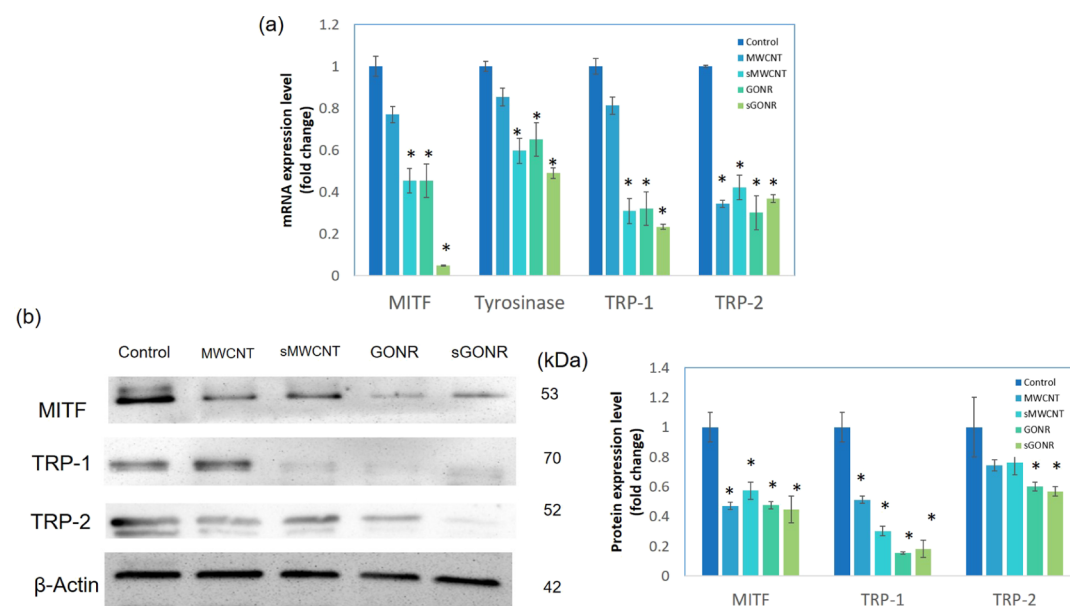 (a)
mRNA expression level
(fold change)
1.2
1
0.8
0.6
0.4
0.2
0
Control
MWCNT
sMWCNT
GONR
sGONR
* * *
* * *
* * *
* * * *
MITF Tyrosinase TRP-1 TRP-2
(b)
Control MWCNT sMWCNT GONR sGONR (kDa)
MITF 53
TRP-1 70
TRP-2 52
β-Actin 42
Protein expression level
(fold change)
1.4
1.2
1
0.8
0.6
0.4
0.2
0
Control
MWCNT
sMWCNT
GONR
sGONR
* * * *
* * * *
* *
MITF TRP-1 TRP-2